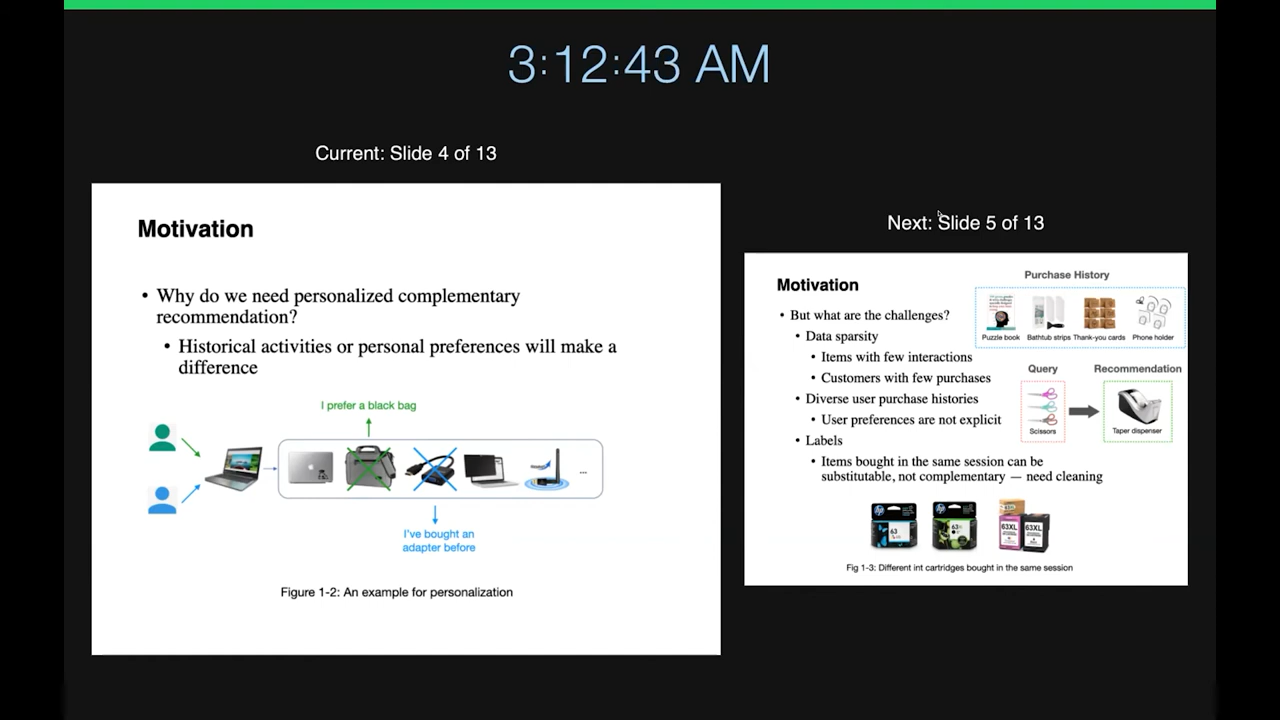 3:12:43 AM
Current: Slide 4 of 13
Motivation
• Why do we need personalized complementary
recommendation?
• Historical activities or personal preferences will make a
difference
I prefer a black bag
...
I've bought an
adapter before
Figure 1-2: An example for personalization
Next: Slide 5 of 13
Motivation
• But what are the challenges?
• Data sparsity
• Items with few interactions
• Customers with few purchases
• Diverse user purchase histories
• User preferences are not explicit
• Labels
• Items bought in the same session can be
substitutable, not complementary — need cleaning
Purchase History
Puzzle book Bathtub strips Thank-you cards Phone holder
Query Recommendation
Scissors Taper dispenser
63
63XL 63XL
Fig 1-3: Different int cartridges bought in the same session